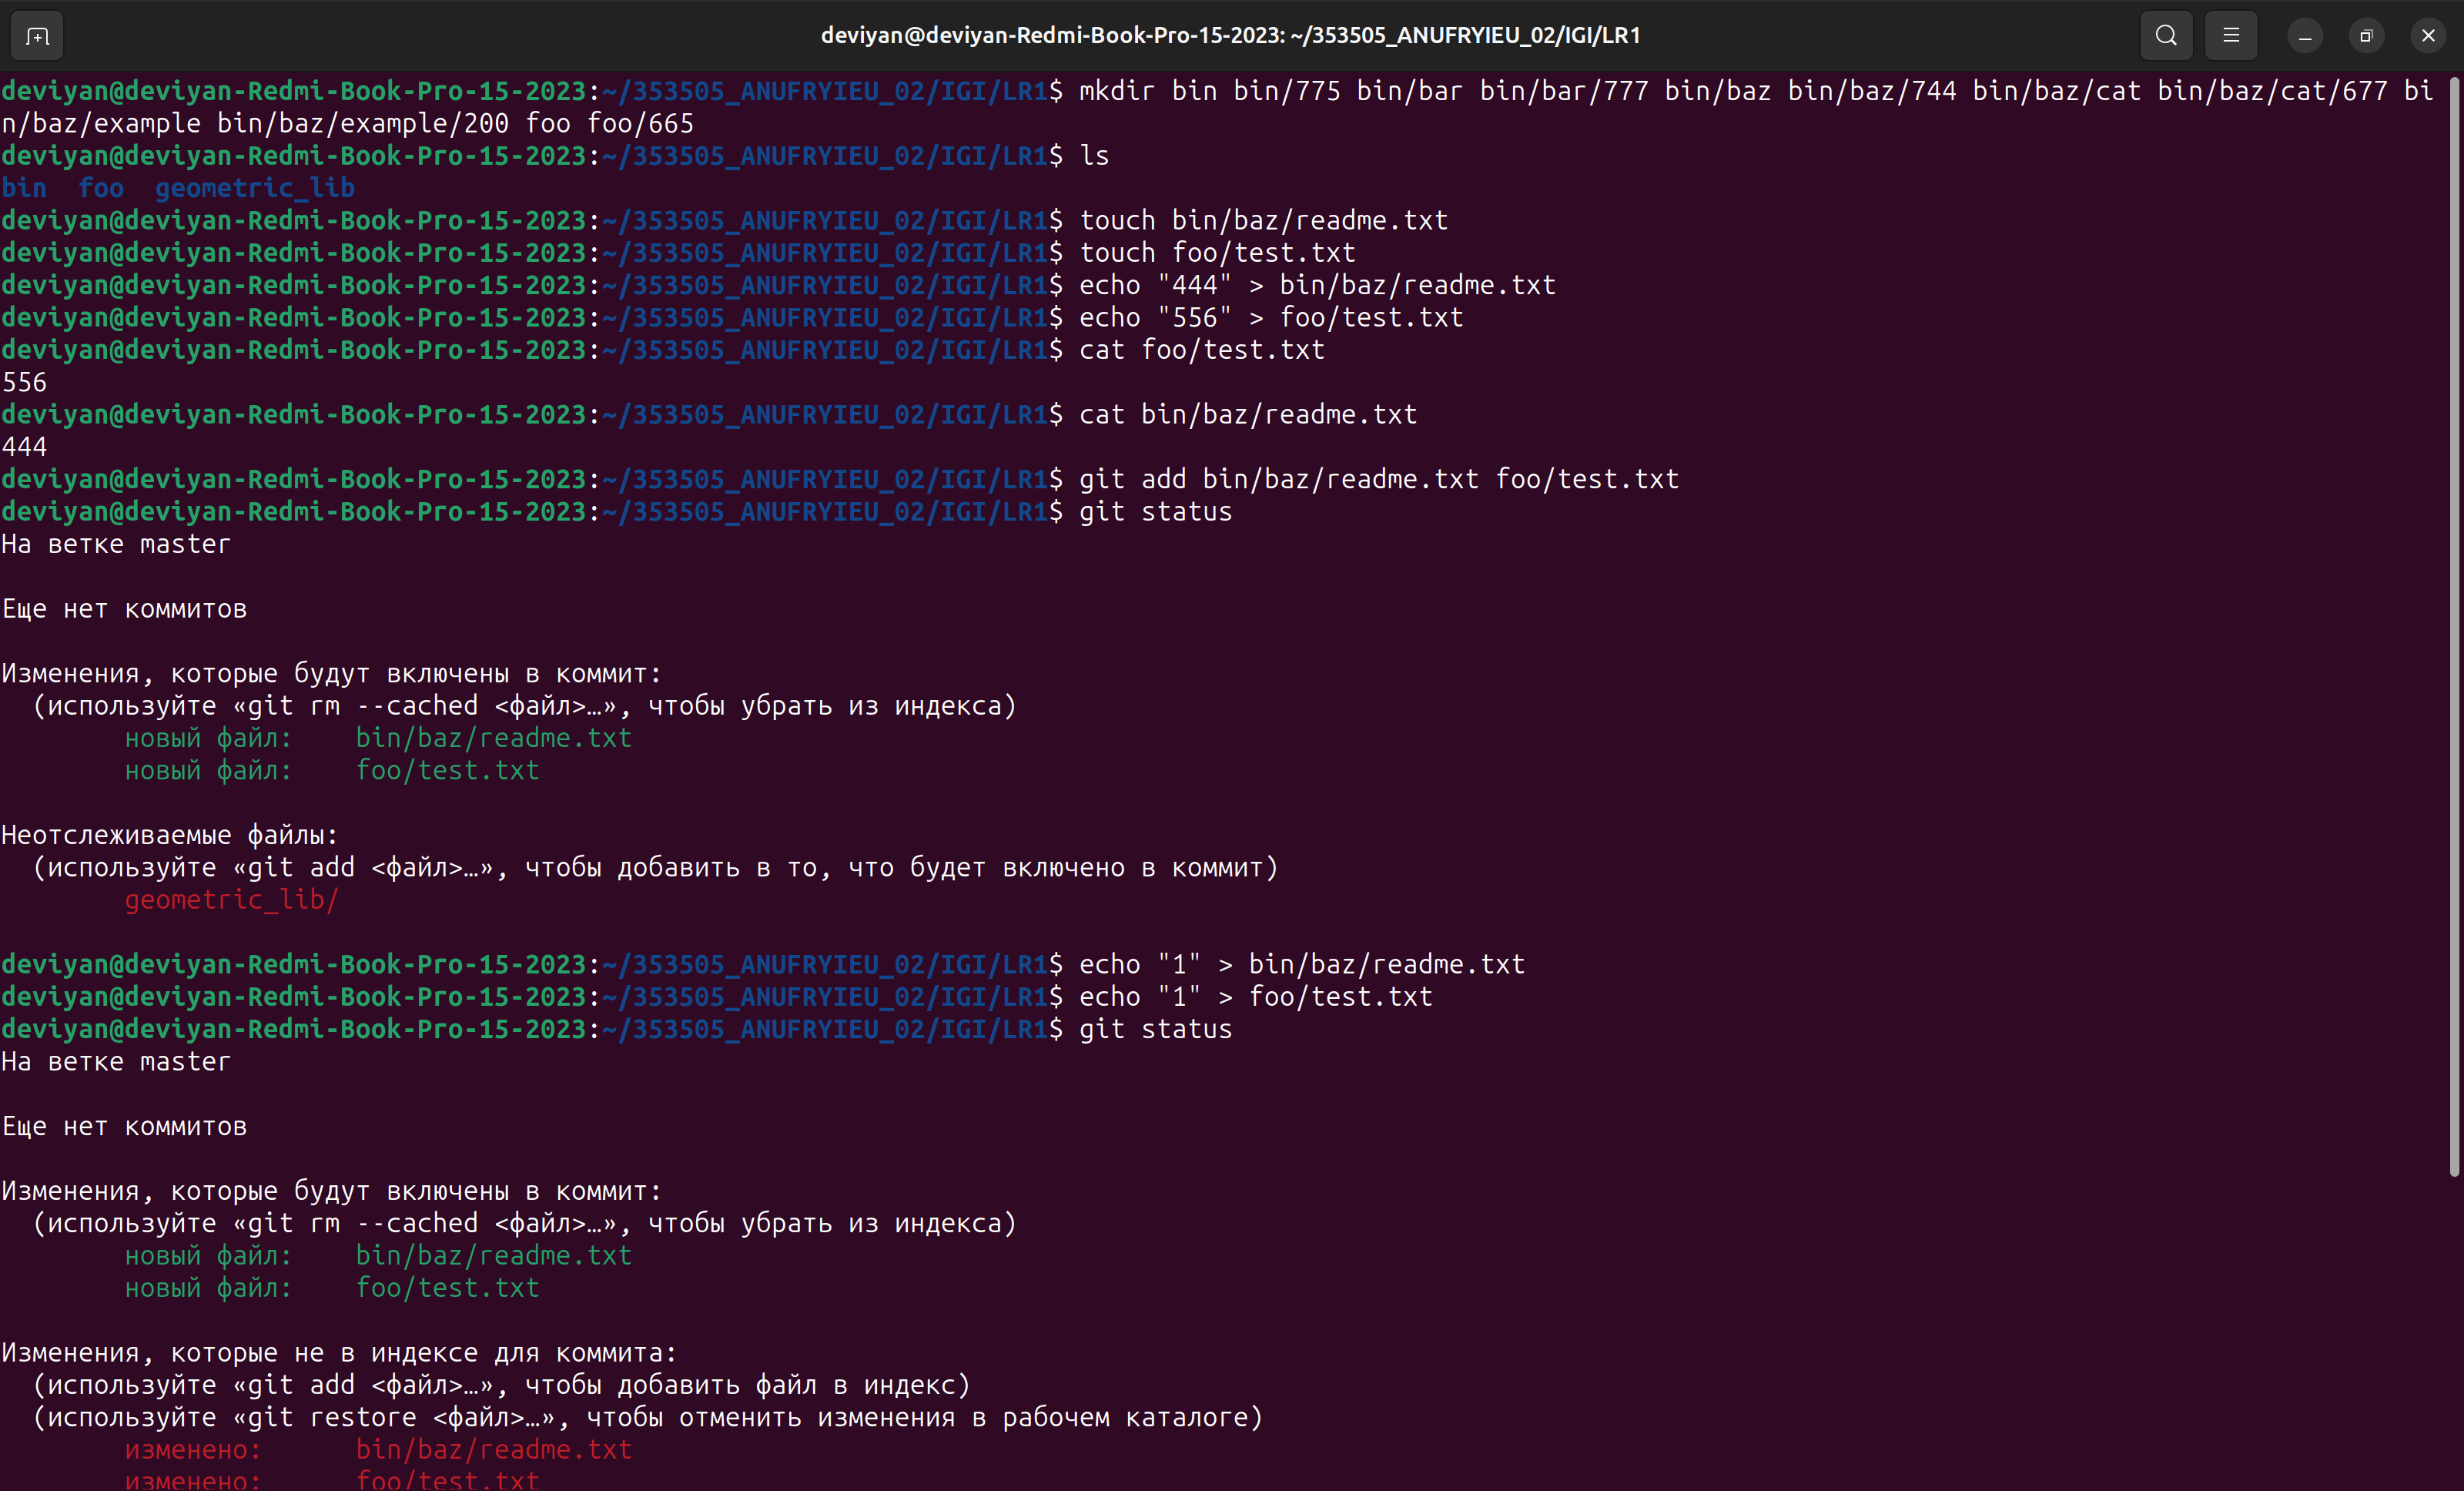 deviyan@deviyan-Redmi-Book-Pro-15-2023: ~/353505_ANUFRYIEU_02/IGI/LR1
deviyan@deviyan-Redmi-Book-Pro-15-2023:~/353505_ANUFRYIEU_02/IGI/LR1$ mkdir bin bin/775 bin/bar bin/bar/777 bin/baz bin/baz/744 bin/baz/cat bin/baz/cat/677 bi
n/baz/example bin/baz/example/200 foo foo/665
deviyan@deviyan-Redmi-Book-Pro-15-2023:~/353505_ANUFRYIEU_02/IGI/LR1$ ls
bin  foo  geometric_lib
deviyan@deviyan-Redmi-Book-Pro-15-2023:~/353505_ANUFRYIEU_02/IGI/LR1$ touch bin/baz/readme.txt
deviyan@deviyan-Redmi-Book-Pro-15-2023:~/353505_ANUFRYIEU_02/IGI/LR1$ touch foo/test.txt
deviyan@deviyan-Redmi-Book-Pro-15-2023:~/353505_ANUFRYIEU_02/IGI/LR1$ echo "444" > bin/baz/readme.txt
deviyan@deviyan-Redmi-Book-Pro-15-2023:~/353505_ANUFRYIEU_02/IGI/LR1$ echo "556" > foo/test.txt
deviyan@deviyan-Redmi-Book-Pro-15-2023:~/353505_ANUFRYIEU_02/IGI/LR1$ cat foo/test.txt
556
deviyan@deviyan-Redmi-Book-Pro-15-2023:~/353505_ANUFRYIEU_02/IGI/LR1$ cat bin/baz/readme.txt
444
deviyan@deviyan-Redmi-Book-Pro-15-2023:~/353505_ANUFRYIEU_02/IGI/LR1$ git add bin/baz/readme.txt foo/test.txt
deviyan@deviyan-Redmi-Book-Pro-15-2023:~/353505_ANUFRYIEU_02/IGI/LR1$ git status
На ветке master
Еще нет коммитов
Изменения, которые будут включены в коммит:
  (используйте «git rm --cached <файл>…», чтобы убрать из индекса)
        новый файл:    bin/baz/readme.txt
        новый файл:    foo/test.txt
Неотслеживаемые файлы:
  (используйте «git add <файл>…», чтобы добавить в то, что будет включено в коммит)
        geometric_lib/
deviyan@deviyan-Redmi-Book-Pro-15-2023:~/353505_ANUFRYIEU_02/IGI/LR1$ echo "1" > bin/baz/readme.txt
deviyan@deviyan-Redmi-Book-Pro-15-2023:~/353505_ANUFRYIEU_02/IGI/LR1$ echo "1" > foo/test.txt
deviyan@deviyan-Redmi-Book-Pro-15-2023:~/353505_ANUFRYIEU_02/IGI/LR1$ git status
На ветке master
Еще нет коммитов
Изменения, которые будут включены в коммит:
  (используйте «git rm --cached <файл>…», чтобы убрать из индекса)
        новый файл:    bin/baz/readme.txt
        новый файл:    foo/test.txt
Изменения, которые не в индексе для коммита:
  (используйте «git add <файл>…», чтобы добавить файл в индекс)
  (используйте «git restore <файл>…», чтобы отменить изменения в рабочем каталоге)
        изменено:      bin/baz/readme.txt
        изменено:      foo/test.txt